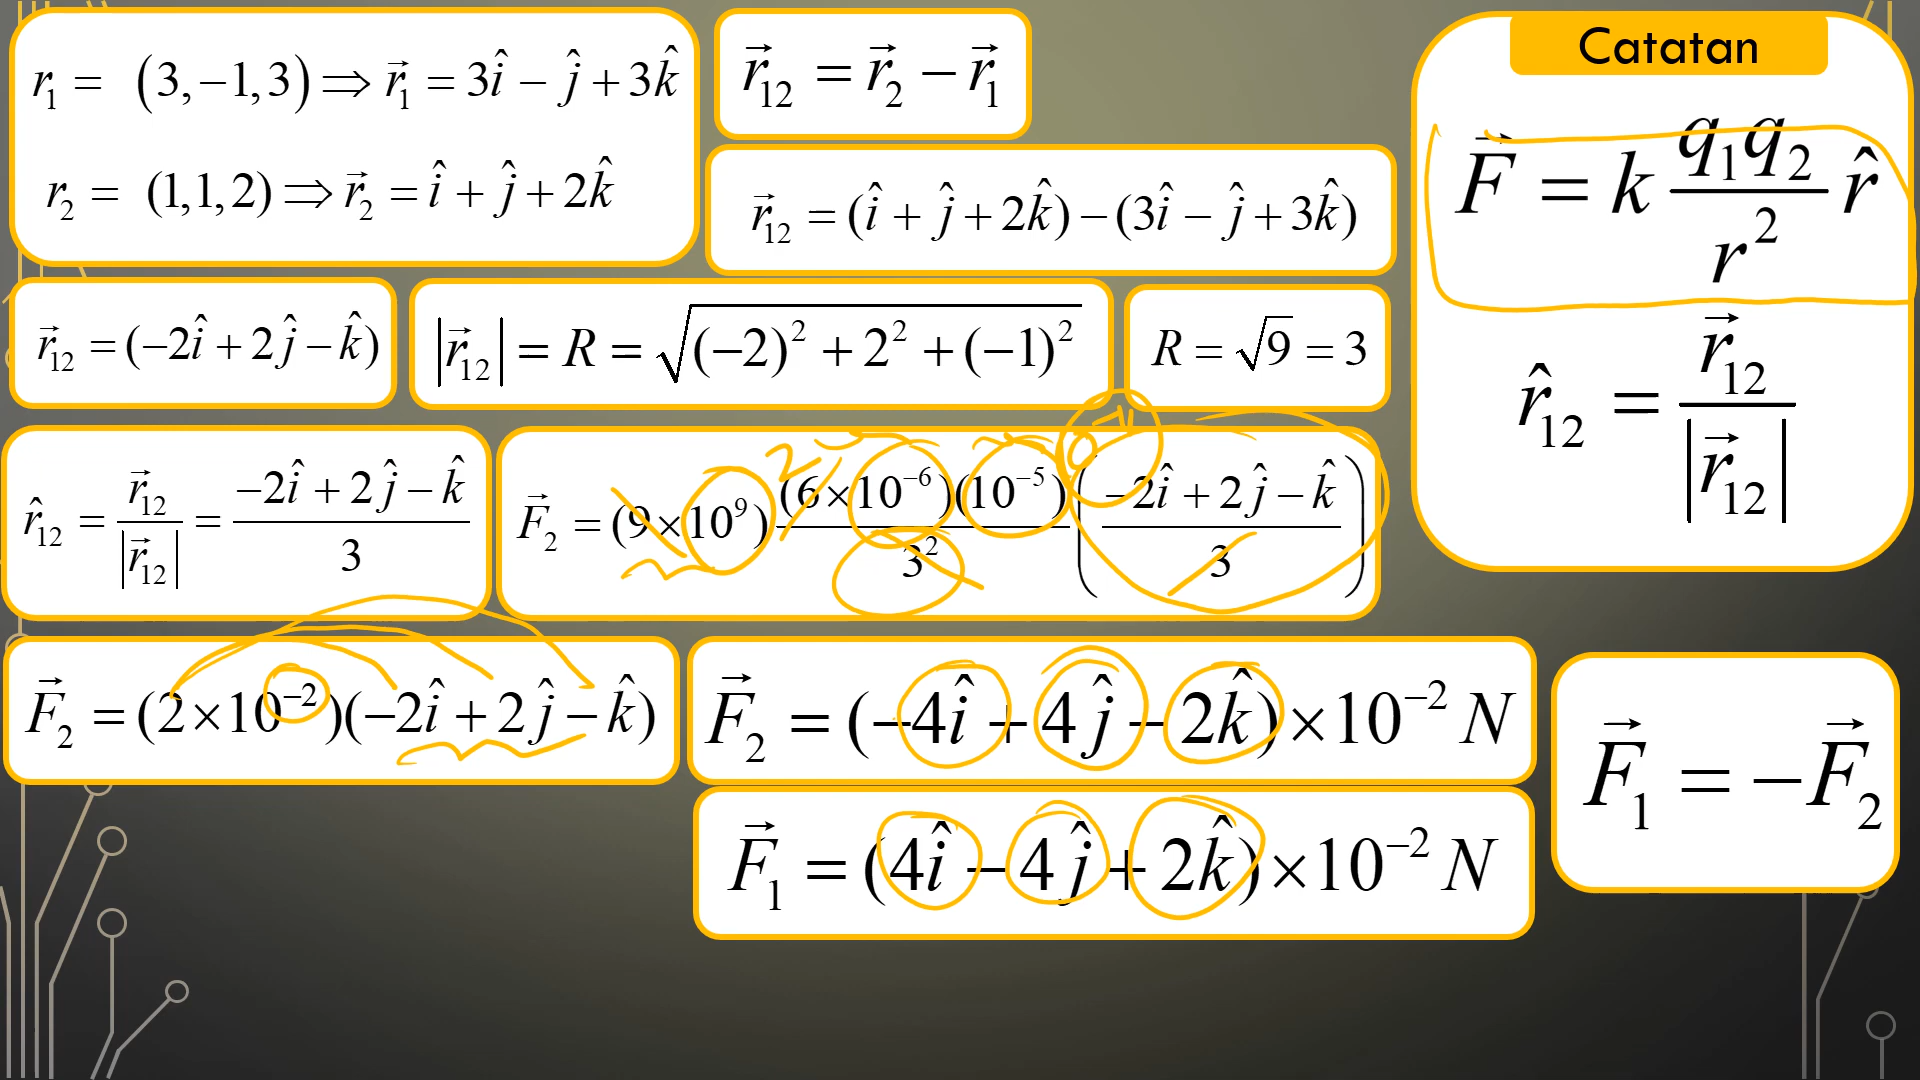 r₁ = (3,−1,3) ⇒ r⃗₁ = 3î − ĵ + 3k̂
r₂ = (1,1,2) ⇒ r⃗₂ = î + ĵ + 2k̂
r⃗₁₂ = r⃗₂ − r⃗₁
r⃗₁₂ = (î + ĵ + 2k̂) − (3î − ĵ + 3k̂)
r⃗₁₂ = (−2î + 2ĵ − k̂)
|r⃗₁₂| = R = √((−2)² + 2² + (−1)²)
R = √9 = 3
r̂₁₂ = r⃗₁₂/|r⃗₁₂| = (−2î + 2ĵ − k̂)/3
F⃗₂ = (9×10⁹) (6×10⁻⁶)(10⁻⁵)/3² ((−2î + 2ĵ − k̂)/3)
F⃗₂ = (2×10⁻²)(−2î + 2ĵ − k̂)
F⃗₂ = (−4î + 4ĵ − 2k̂)×10⁻² N
F⃗₁ = (4î − 4ĵ + 2k̂)×10⁻² N
Catatan
F⃗ = k q₁q₂/r² r̂
r̂₁₂ = r⃗₁₂/|r⃗₁₂|
F⃗₁ = −F⃗₂